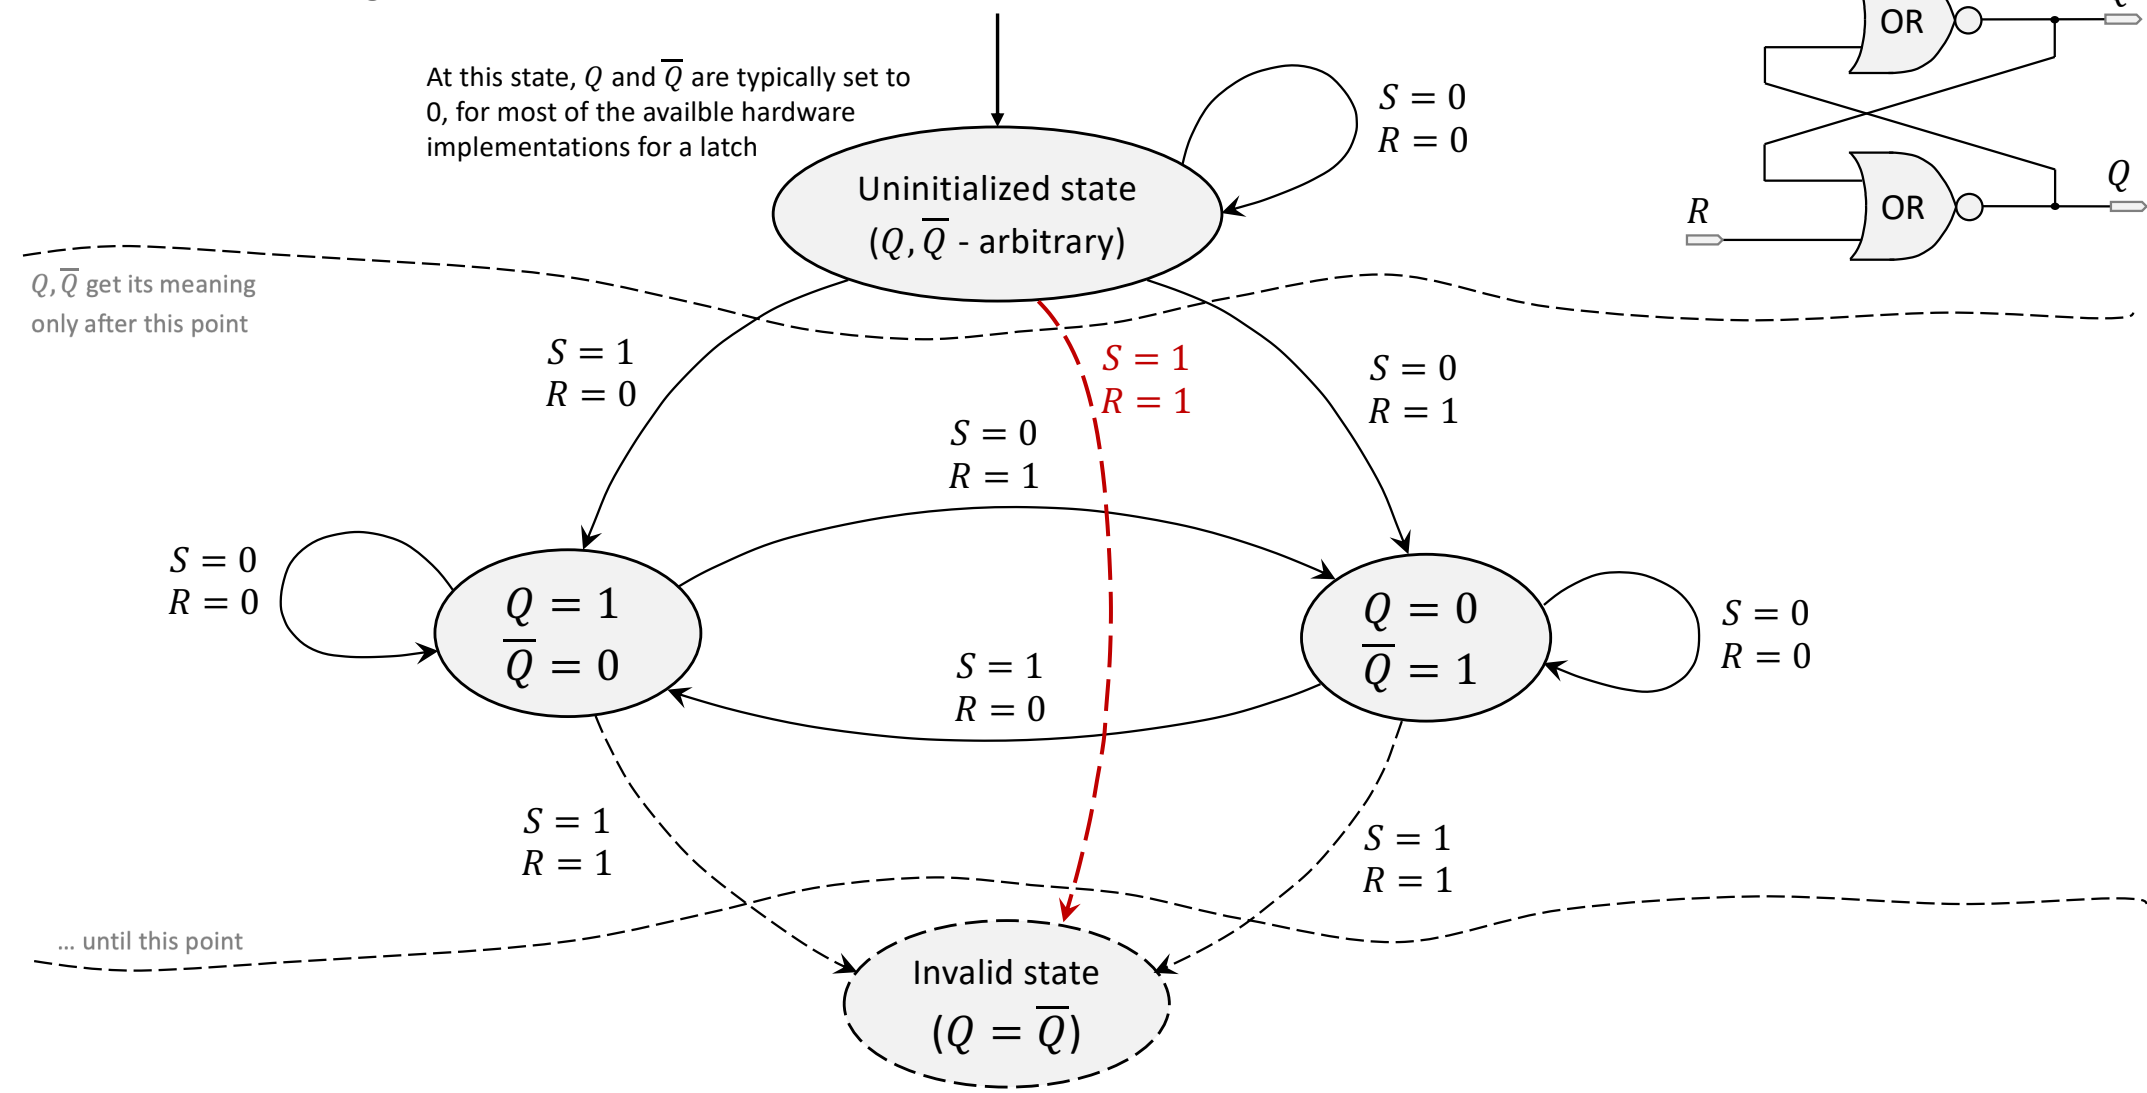 At this state, Q and Q̅ are typically set to
0, for most of the availble hardware
implementations for a latch
S = 0
R = 0
OR
Uninitialized state
(Q, Q̅ - arbitrary)
Q
OR
R
Q, Q̅ get its meaning
only after this point
S = 1
R = 0
S = 1
R = 1
S = 0
R = 1
S = 0
R = 1
S = 0
R = 0
Q = 1
Q̅ = 0
Q = 0
Q̅ = 1
S = 0
R = 0
S = 1
R = 0
S = 1
R = 1
S = 1
R = 1
... until this point
Invalid state
(Q = Q̅)